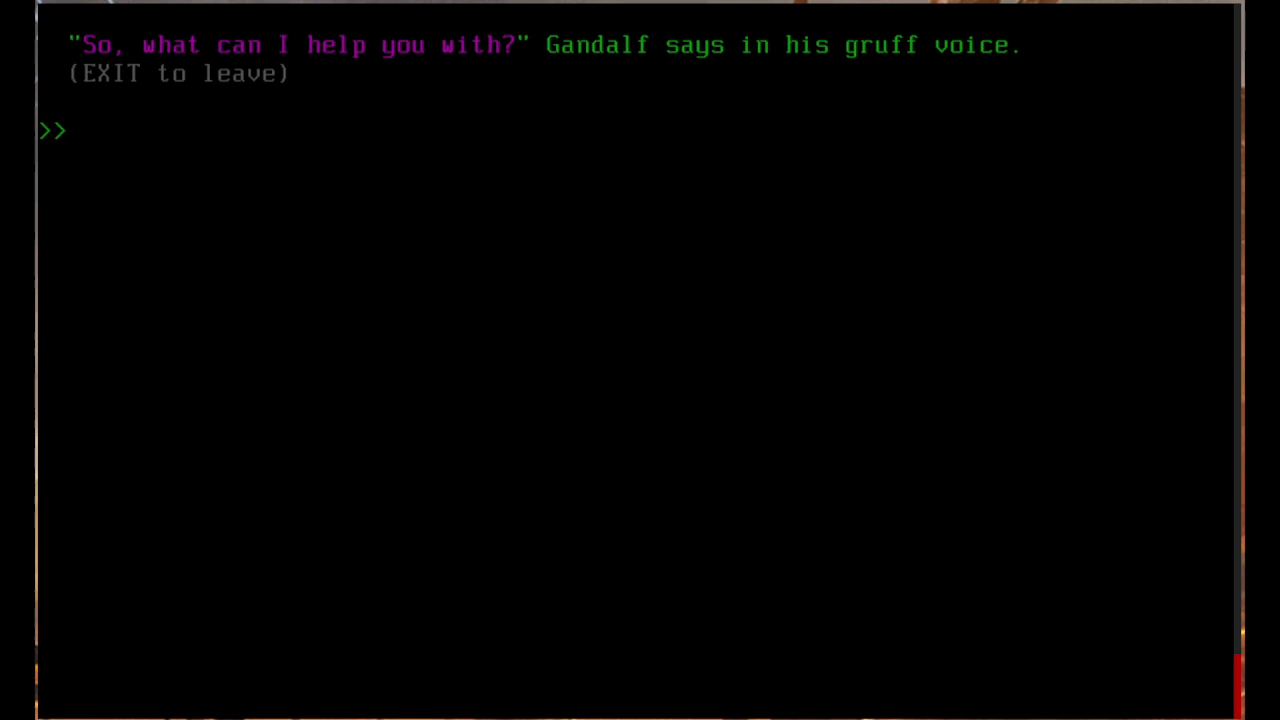 "So, what can I help you with?" Gandalf says in his gruff voice.
(EXIT to leave)
>>